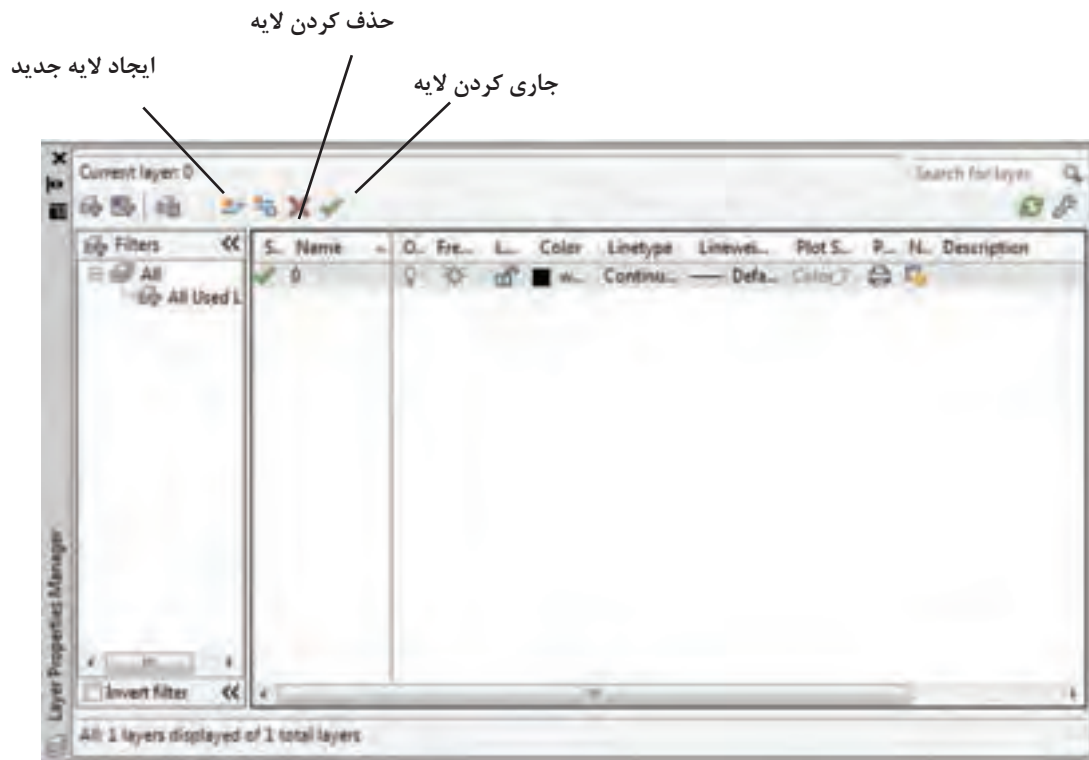 حذف کردن لایه
ایجاد لایه جدید
جاری کردن لایه
Current layer: 0
Search for layer
Filters
All
All Used L
S.. Name
O.. Fre... L... Color Linetype Linewei... Plot S... P... N.. Description
0 w... Continu... Defa... Color_7
Invert filter
All: 1 layers displayed of 1 total layers
Layer Properties Manager